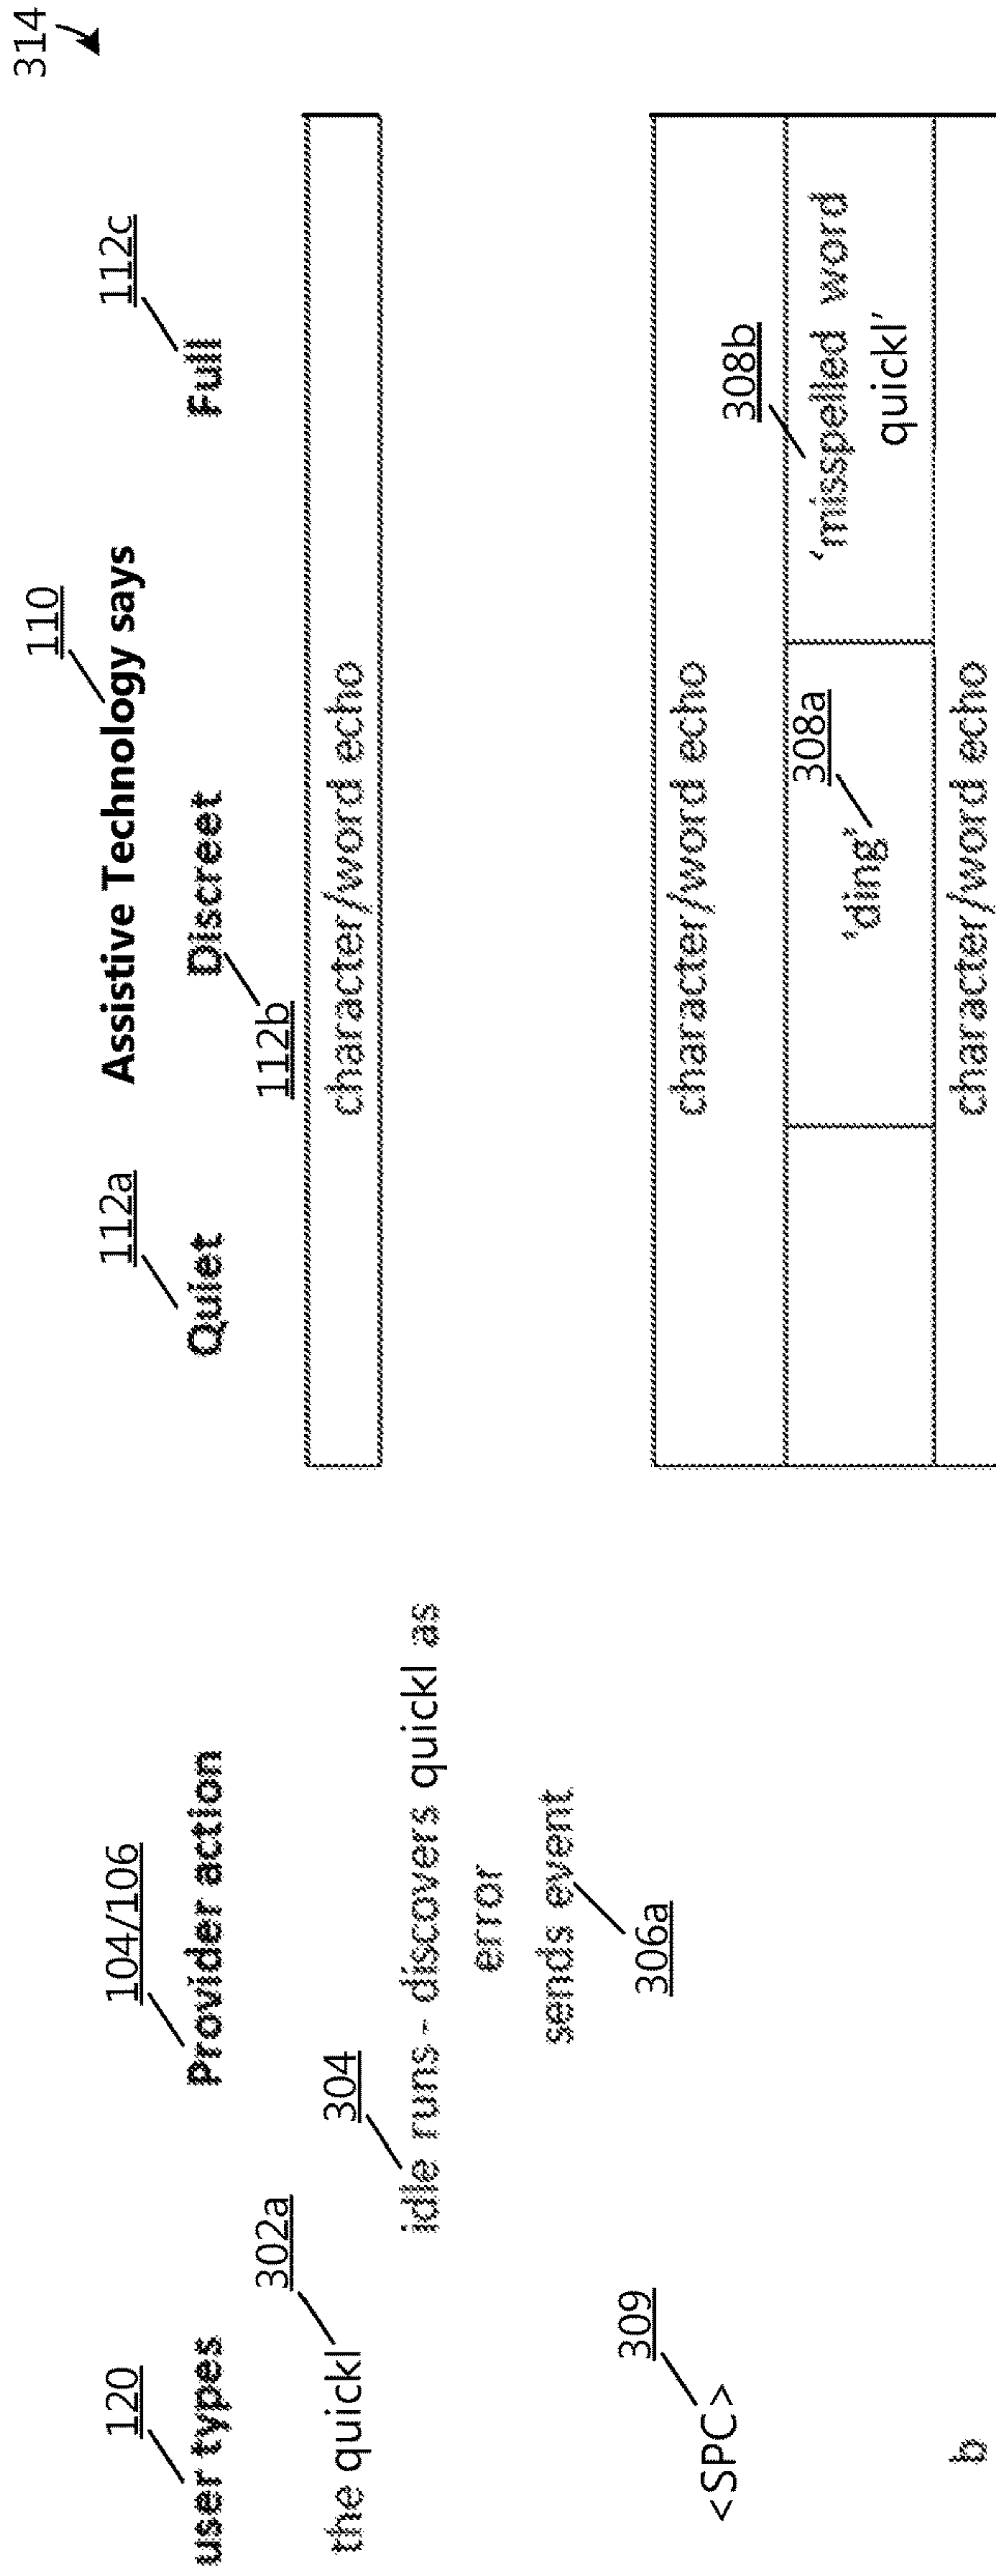 314
110
Assistive Technology says
120
104/106
112a
112c
user types
Provider action
Quiet
Discreet
Full
302a
112b
the quickl
character/word echo
304
idle runs - discovers quickl as
error
sends event
306a
309
<SPC>
character/word echo
308b
308a
'ding'
'misspelled word
quickl'
b
character/word echo